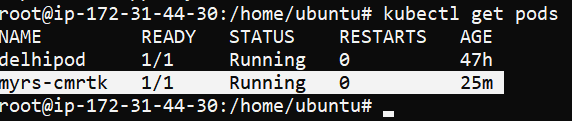 root@ip-172-31-44-30:/home/ubuntu# kubectl get pods
NAME READY STATUS RESTARTS AGE
delhipod 1/1 Running 0 47h
myrs-cmrtk 1/1 Running 0 25m
root@ip-172-31-44-30:/home/ubuntu#